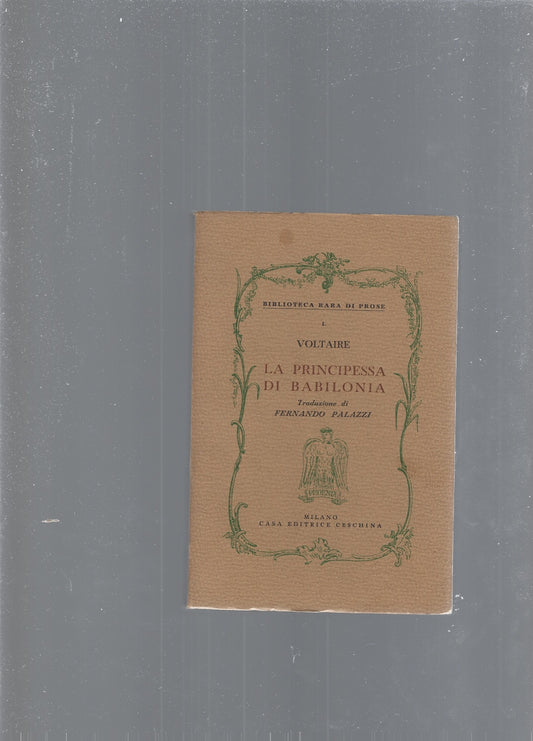 BIBLIOTECA RARA DI PROSE
I.
VOLTAIRE
LA PRINCIPESSA
DI BABILONIA
Traduzione di
FERNANDO PALAZZI
MILANO
CASA EDITRICE CESCHINA